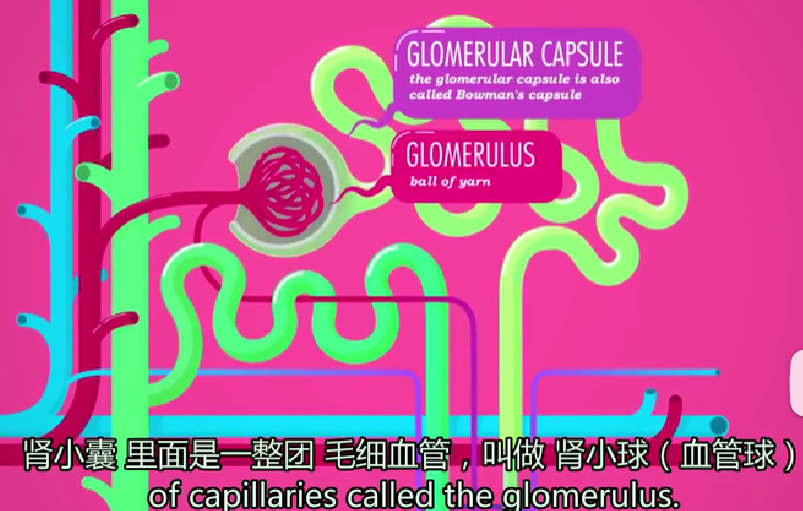 GLOMERULAR CAPSULE
the glomerular capsule is also
called Bowman's capsule
GLOMERULUS
ball of yarn
肾小囊 里面是一整团 毛细血管，叫做 肾小球（血管球）
of capillaries called the glomerulus.